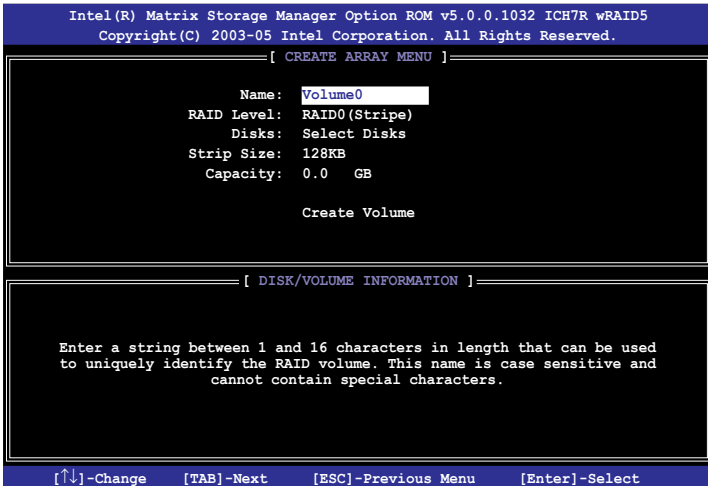 Intel(R) Matrix Storage Manager Option ROM v5.0.0.1032 ICH7R wRAID5
Copyright(C) 2003-05 Intel Corporation. All Rights Reserved.
[ CREATE ARRAY MENU ]
Name: Volume0
RAID Level: RAID0(Stripe)
Disks: Select Disks
Strip Size: 128KB
Capacity: 0.0 GB
Create Volume
[ DISK/VOLUME INFORMATION ]
Enter a string between 1 and 16 characters in length that can be used
to uniquely identify the RAID volume. This name is case sensitive and
cannot contain special characters.
[↑↓]-Change [TAB]-Next [ESC]-Previous Menu [Enter]-Select